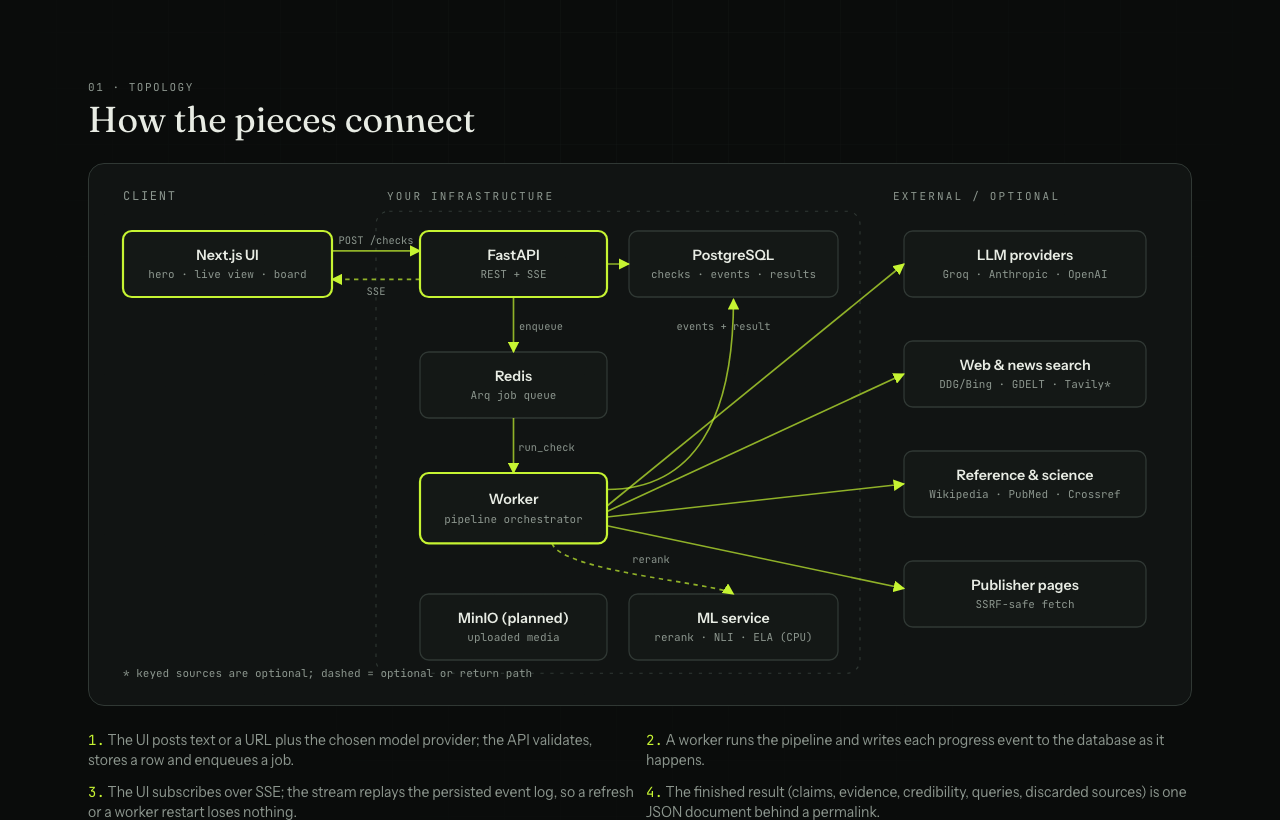 01 · TOPOLOGY
How the pieces connect
CLIENT
YOUR INFRASTRUCTURE
EXTERNAL / OPTIONAL
Next.js UI
hero · live view · board
POST /checks
SSE
FastAPI
REST + SSE
PostgreSQL
checks · events · results
LLM providers
Groq · Anthropic · OpenAI
enqueue
events + result
Redis
Arq job queue
Web & news search
DDG/Bing · GDELT · Tavily*
run_check
Worker
pipeline orchestrator
Reference & science
Wikipedia · PubMed · Crossref
rerank
Publisher pages
SSRF-safe fetch
MinIO (planned)
uploaded media
ML service
rerank · NLI · ELA (CPU)
* keyed sources are optional; dashed = optional or return path
1. The UI posts text or a URL plus the chosen model provider; the API validates,
stores a row and enqueues a job.
2. A worker runs the pipeline and writes each progress event to the database as it
happens.
3. The UI subscribes over SSE; the stream replays the persisted event log, so a refresh
or a worker restart loses nothing.
4. The finished result (claims, evidence, credibility, queries, discarded sources) is one
JSON document behind a permalink.